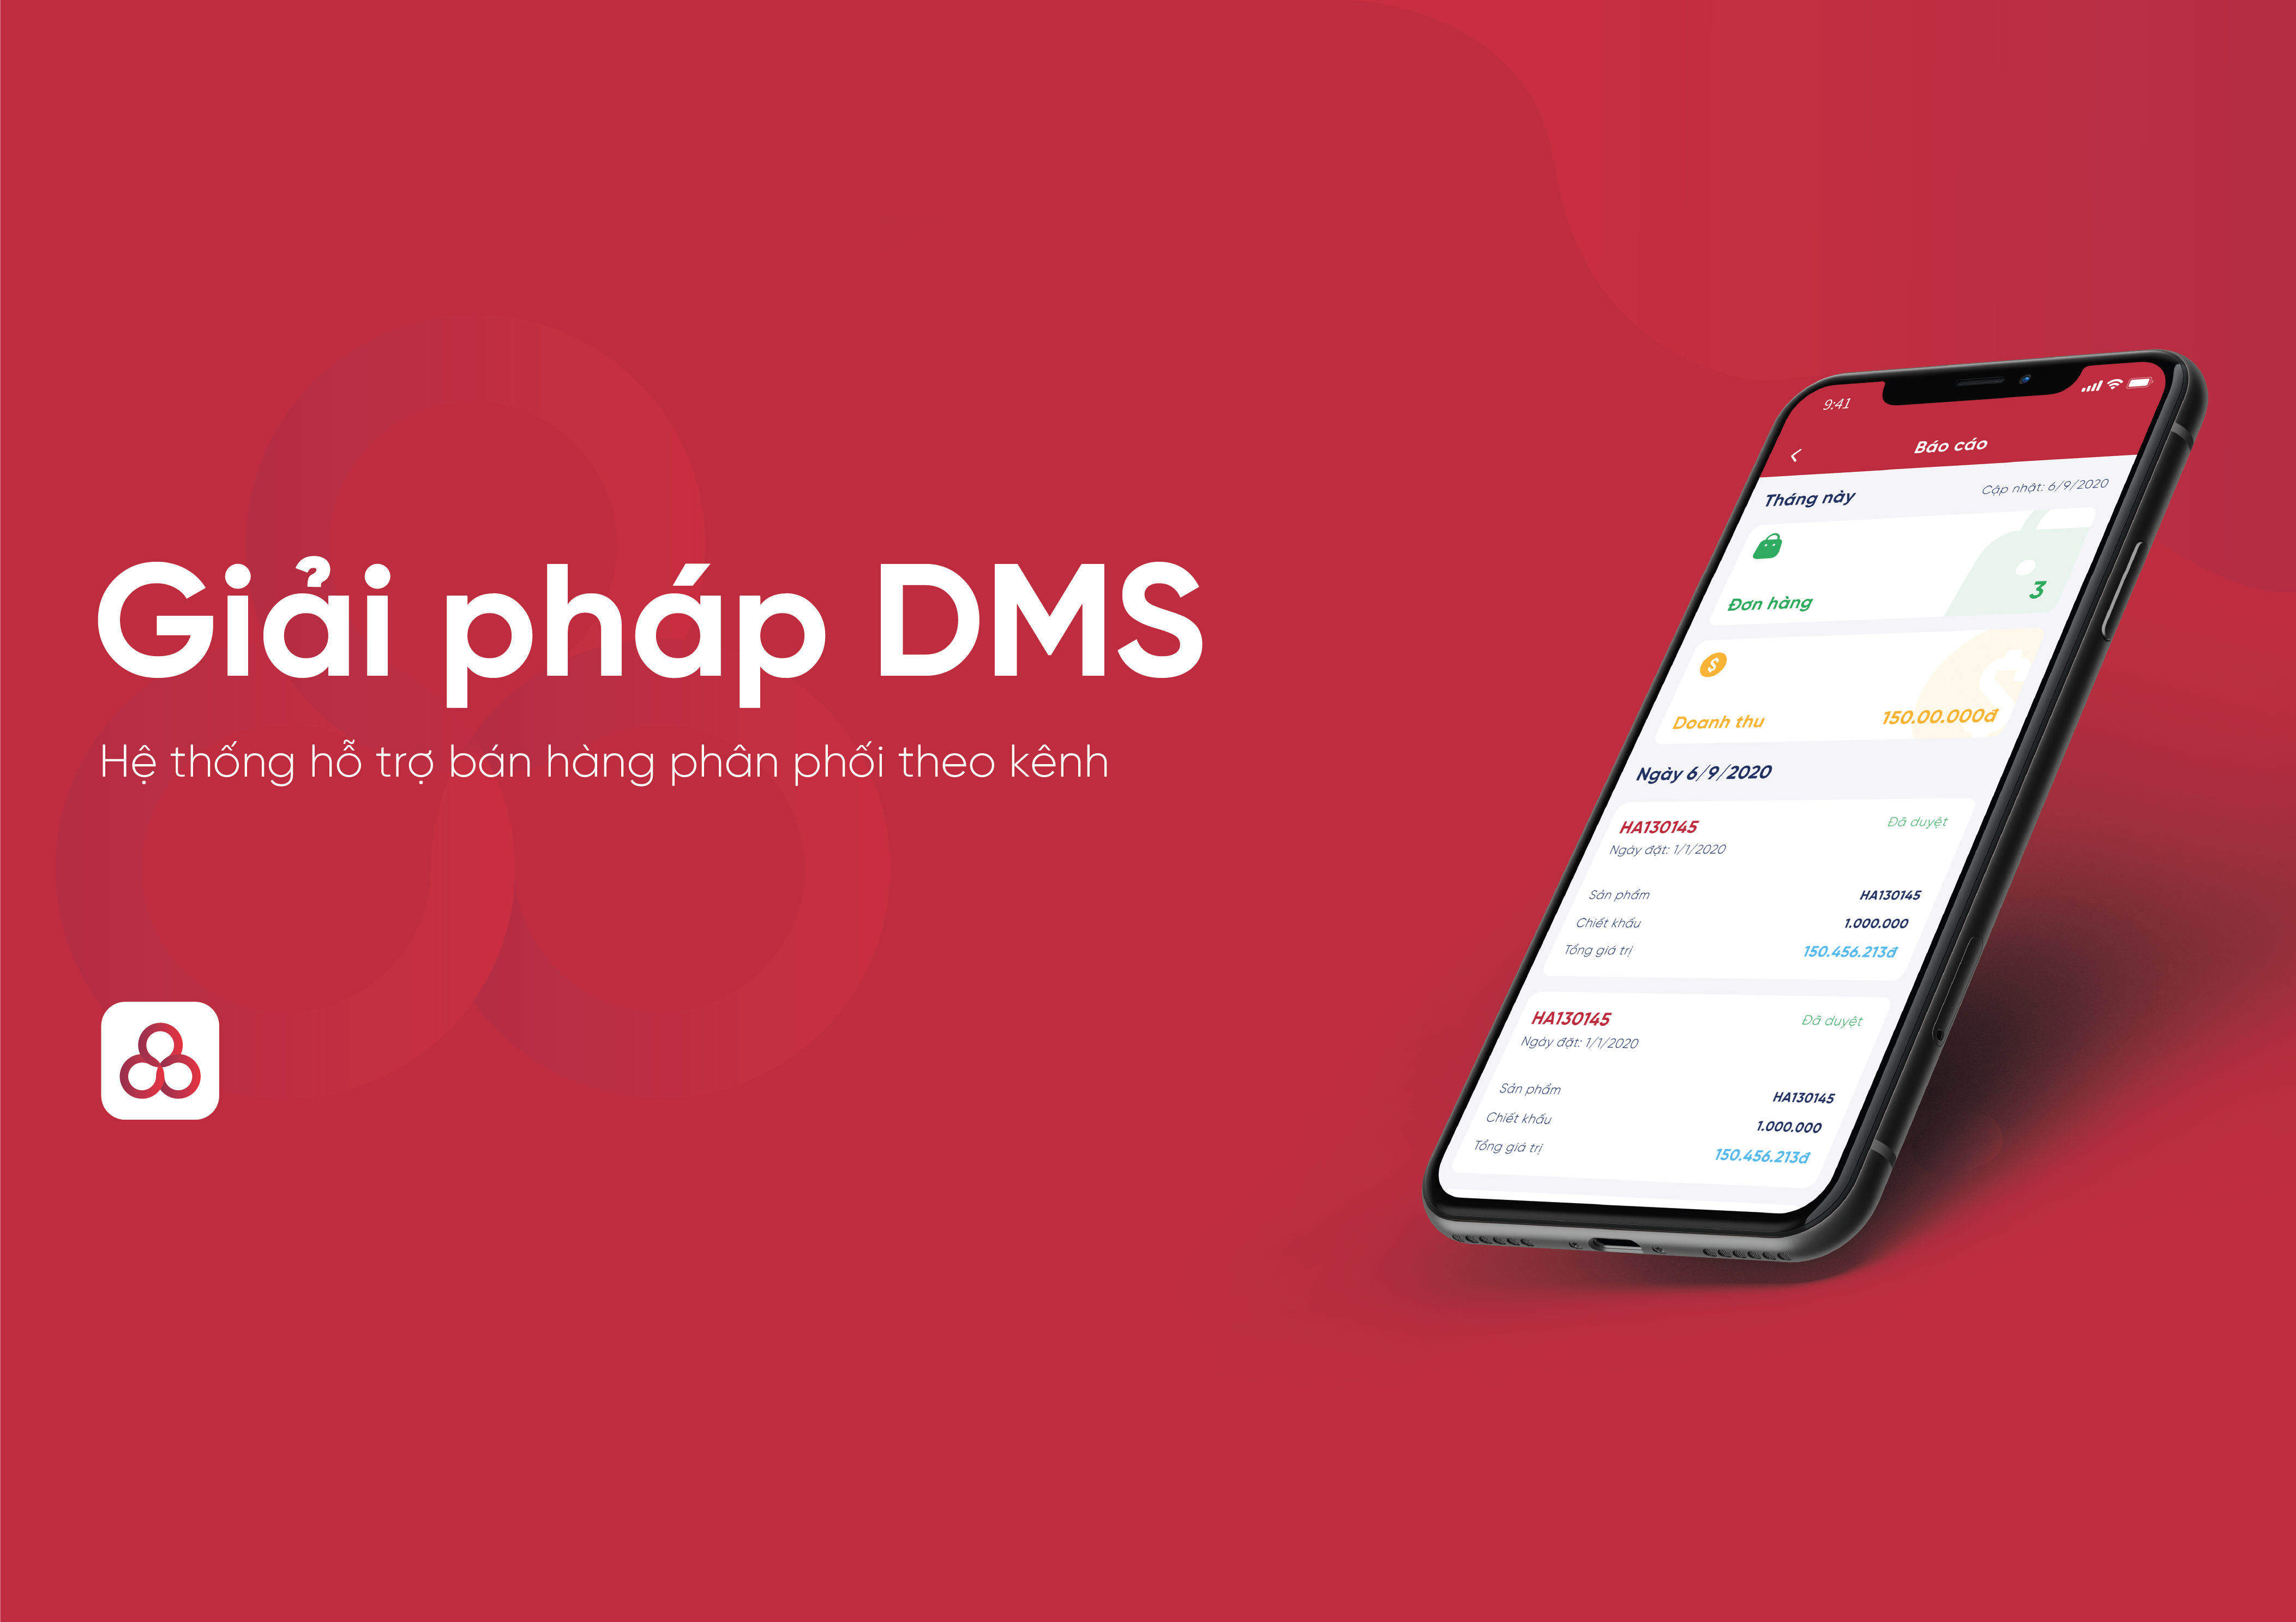 Giải pháp DMS
Hệ thống hỗ trợ bán hàng phân phối theo kênh
9:41
Báo cáo
Tháng này
Cập nhật: 6/9/2020
Đơn hàng
3
Doanh thu
150.00.000đ
Ngày 6/9/2020
HA130145
Đã duyệt
Ngày đặt: 1/1/2020
Sản phẩm
HA130145
Chiết khấu
1.000.000
Tổng giá trị
150.456.213đ
HA130145
Đã duyệt
Ngày đặt: 1/1/2020
Sản phẩm
HA130145
Chiết khấu
1.000.000
Tổng giá trị
150.456.213đ